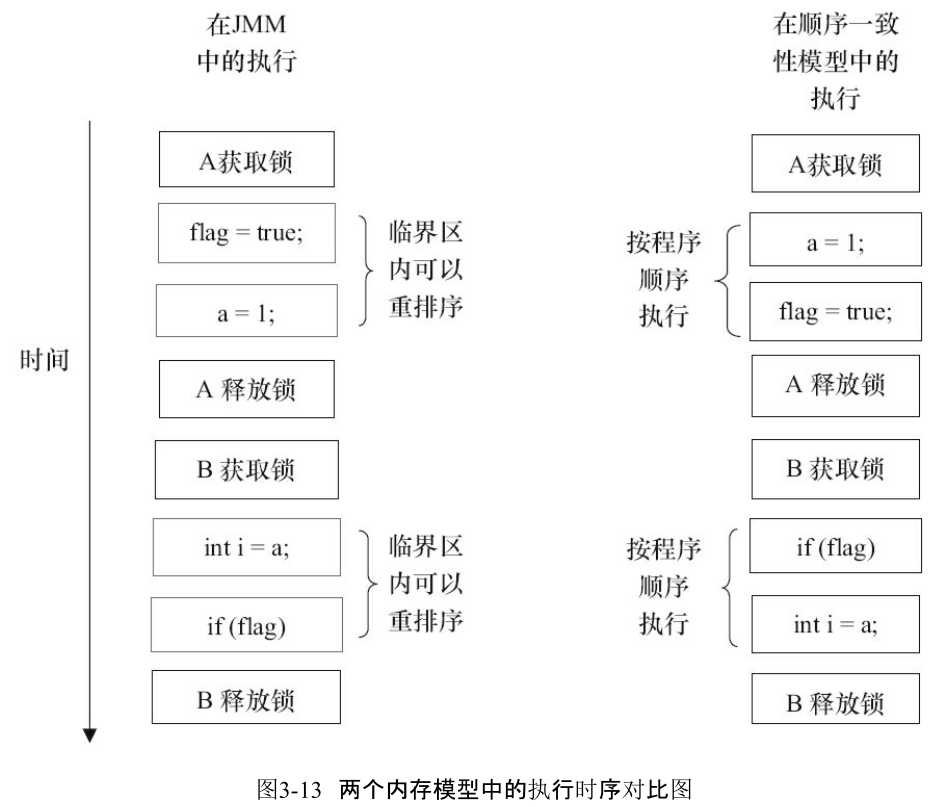 在JMM
中的执行
在顺序一致
性模型中的
执行
时间
A获取锁
flag = true;
a = 1;
临界区
内可以
重排序
A 释放锁
B 获取锁
int i = a;
if (flag)
临界区
内可以
重排序
B 释放锁
A获取锁
按程序
顺序
执行
a = 1;
flag = true;
A 释放锁
B 获取锁
按程序
顺序
执行
if (flag)
int i = a;
B 释放锁
图3-13 两个内存模型中的执行时序对比图